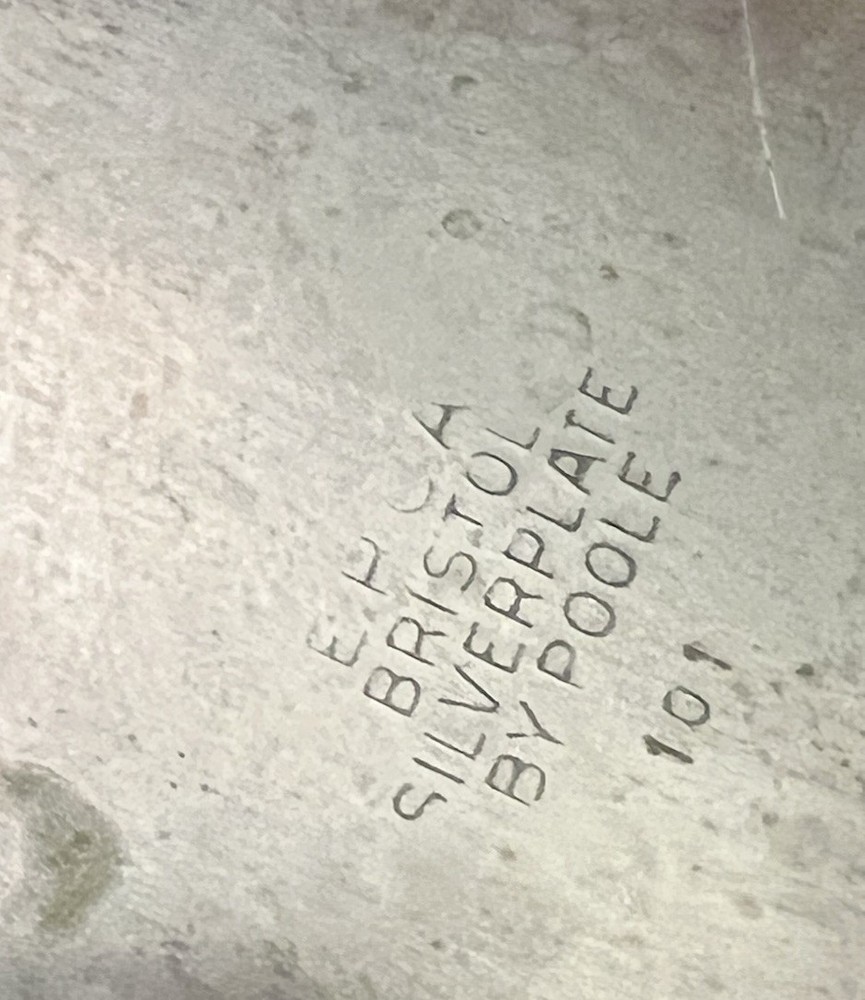 E P C A
BRISTOL
SILVERPLATE
BY POOLE
101